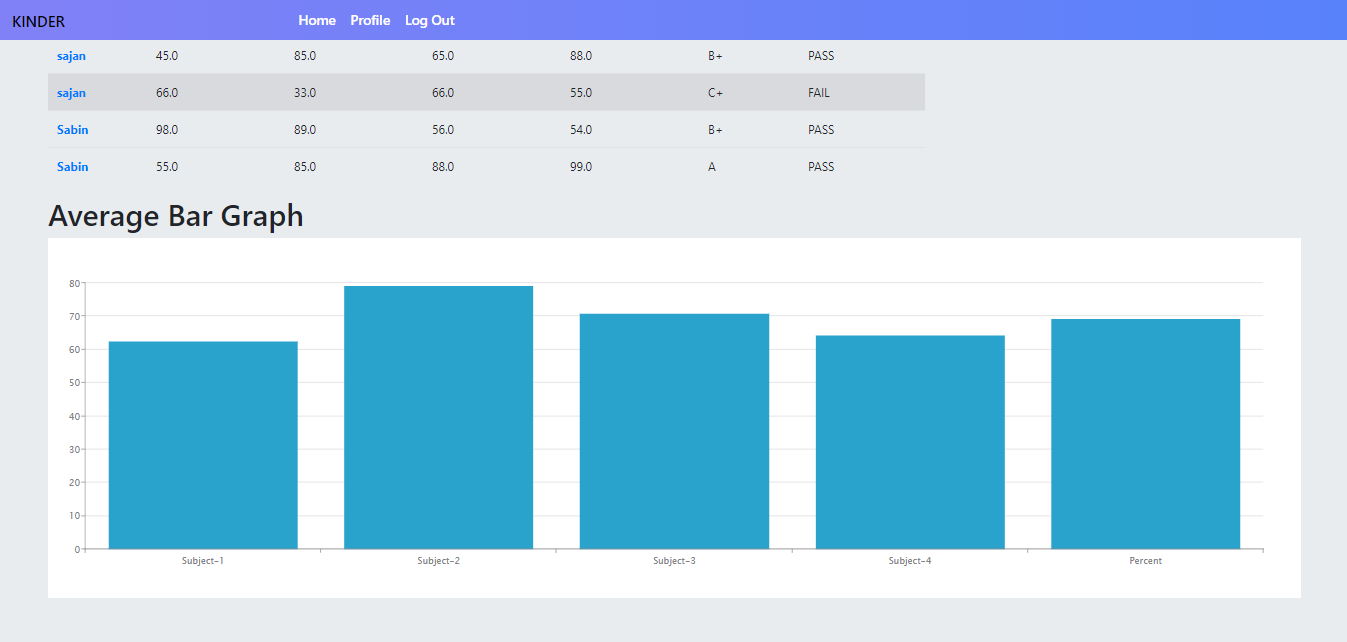 KINDER Home Profile Log Out
sajan 45.0 85.0 65.0 88.0 B+ PASS
sajan 66.0 33.0 66.0 55.0 C+ FAIL
Sabin 98.0 89.0 56.0 54.0 B+ PASS
Sabin 55.0 85.0 88.0 99.0 A PASS
Average Bar Graph
80
70
60
50
40
30
20
10
0
Subject-1 Subject-2 Subject-3 Subject-4 Percent